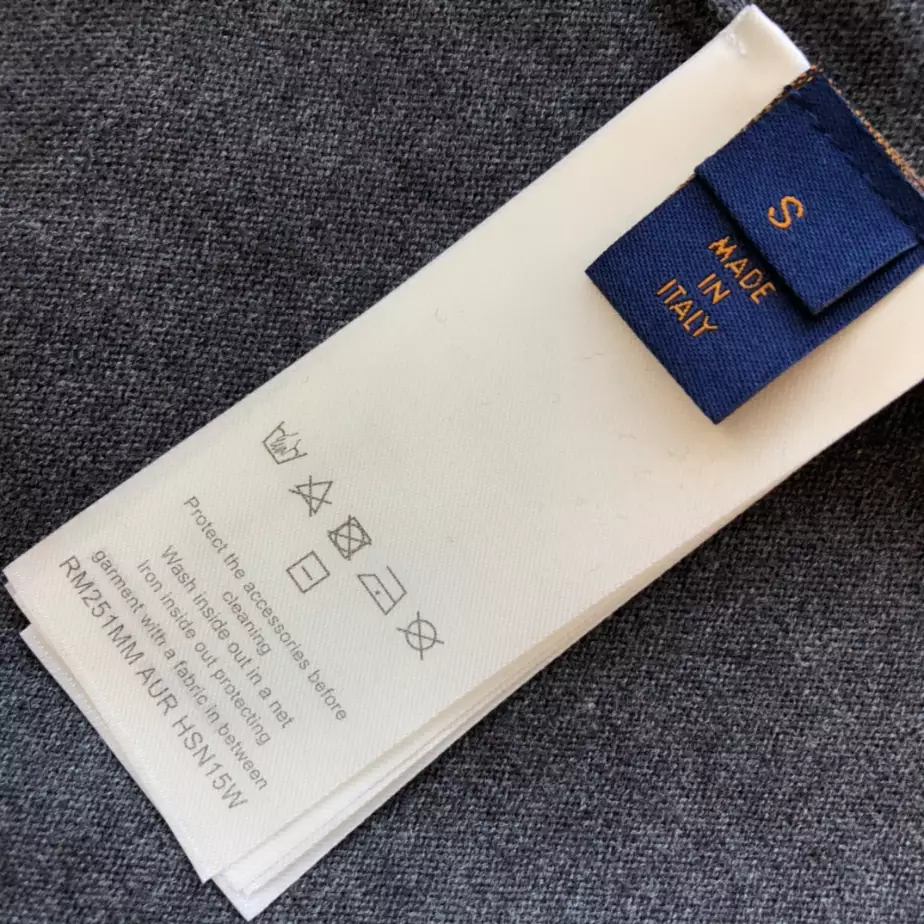 S
MADE
IN
ITALY
Protect the accessories before
cleaning
Wash inside out in a net
Iron inside out protecting
garment with a fabric in between
RM251MM AUR HSN15W